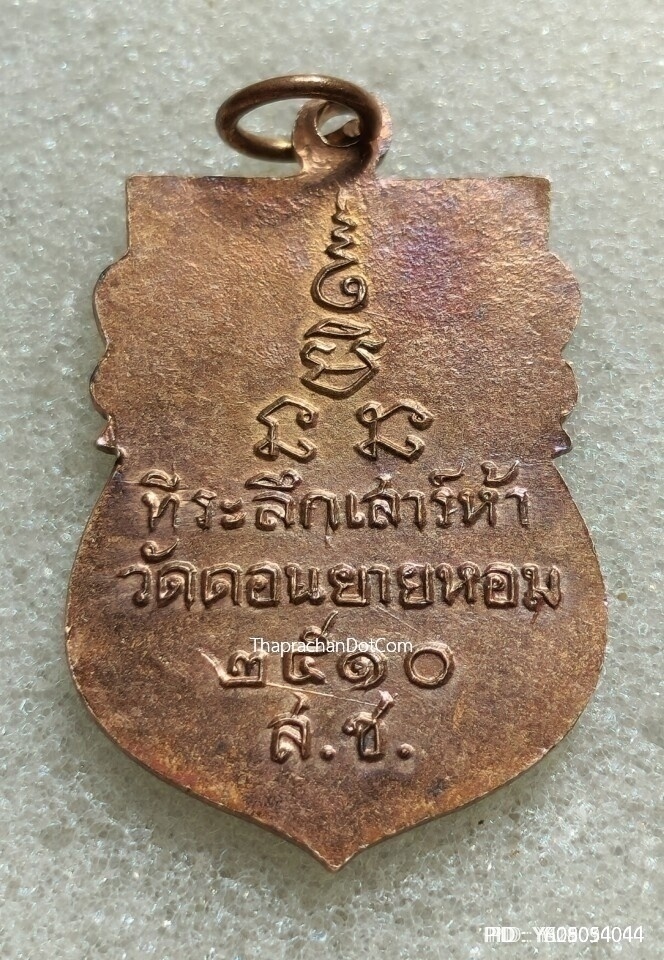 ที่ระลึกเสาร์ห้า
วัดดอนยายหอม
ThaprachanDotCom
๒๕๑๐
ส.ช.